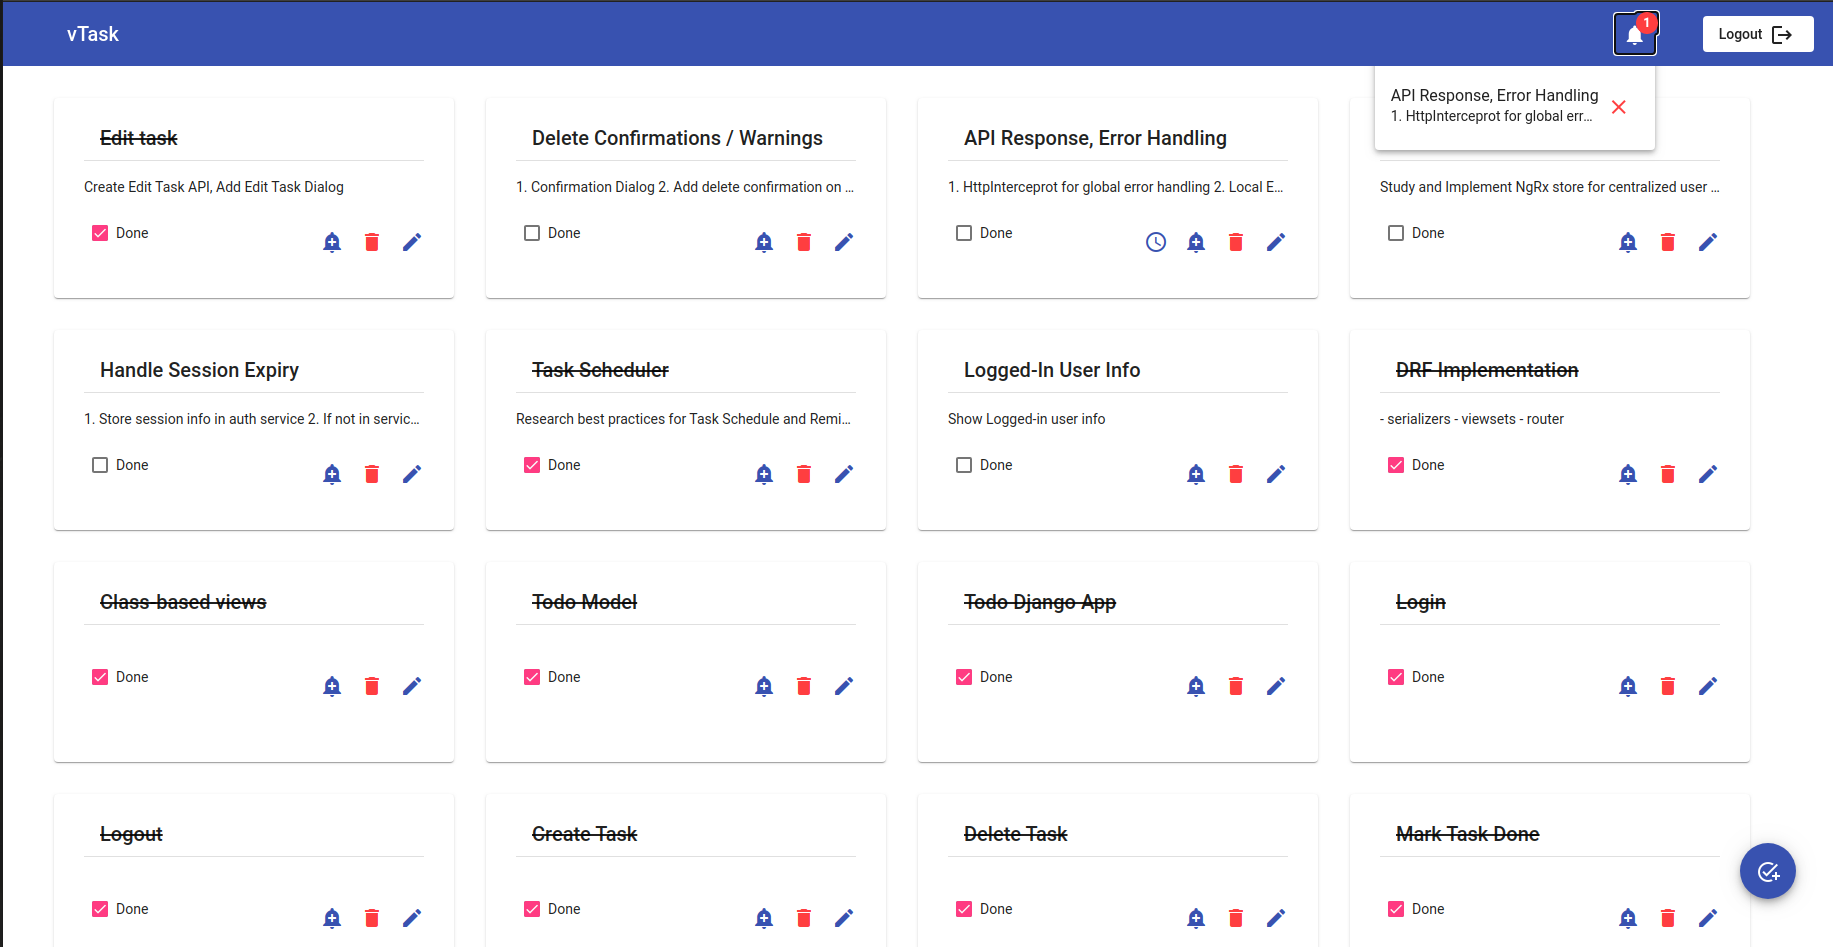 vTask
1
Logout
API Response, Error Handling
1. HttpInterceprot for global err...
Edit task
Delete Confirmations / Warnings
API Response, Error Handling
Create Edit Task API, Add Edit Task Dialog
1. Confirmation Dialog 2. Add delete confirmation on ...
1. HttpInterceprot for global error handling 2. Local E...
Study and Implement NgRx store for centralized user ...
Done
Done
Done
Done
Handle Session Expiry
Task Scheduler
Logged-In User Info
DRF Implementation
1. Store session info in auth service 2. If not in servic...
Research best practices for Task Schedule and Remi...
Show Logged-in user info
- serializers - viewsets - router
Done
Done
Done
Done
Class-based views
Todo Model
Todo Django App
Login
Done
Done
Done
Done
Logout
Create Task
Delete Task
Mark Task Done
Done
Done
Done
Done